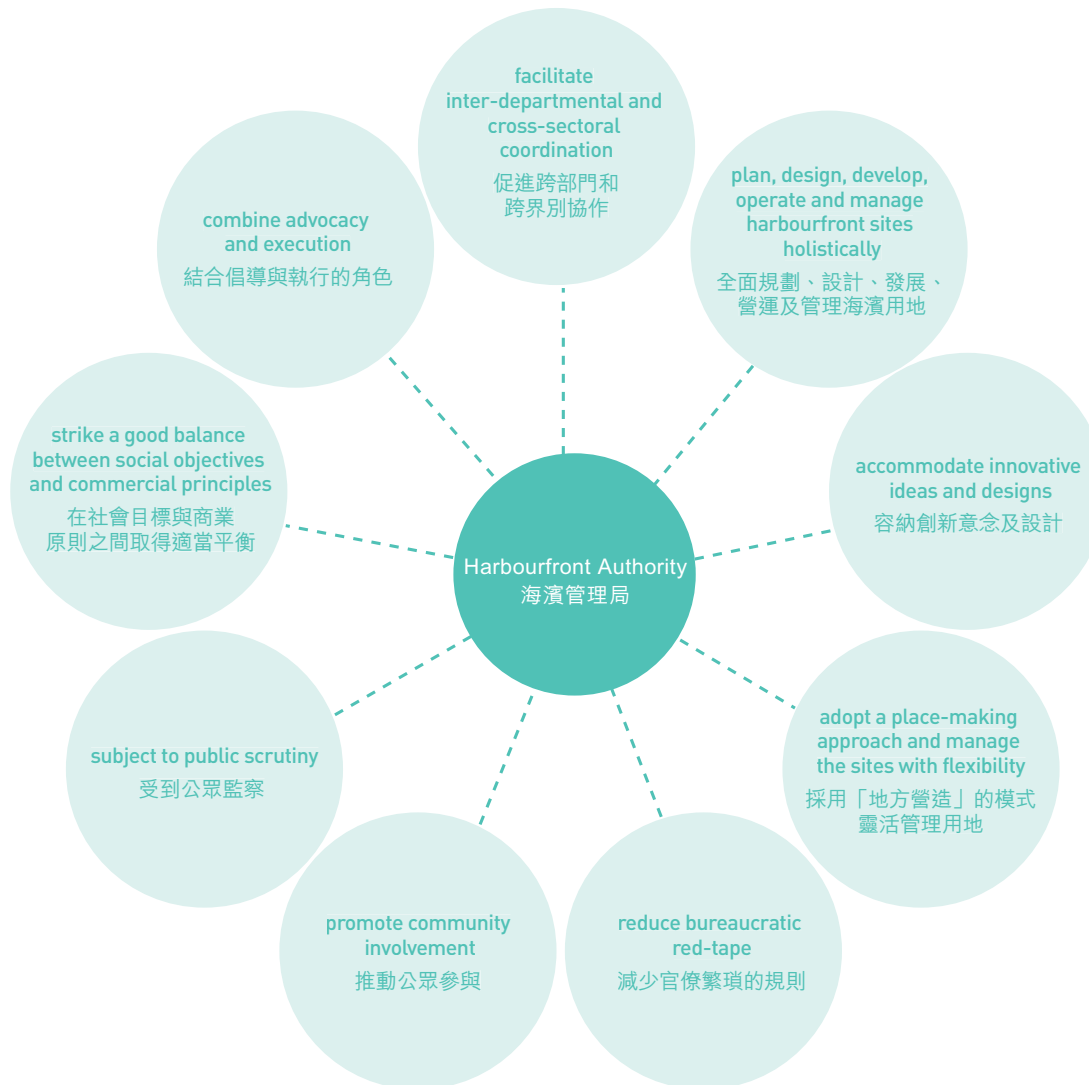 facilitate
inter-departmental and
cross-sectoral
coordination
促進跨部門和
跨界別協作
plan, design, develop,
operate and manage
harbourfront sites
holistically
全面規劃、設計、發展、
營運及管理海濱用地
accommodate innovative
ideas and designs
容納創新意念及設計
adopt a place-making
approach and manage
the sites with flexibility
採用「地方營造」的模式
靈活管理用地
reduce bureaucratic
red-tape
減少官僚繁瑣的規則
promote community
involvement
推動公眾參與
subject to public scrutiny
受到公眾監察
strike a good balance
between social objectives
and commercial principles
在社會目標與商業
原則之間取得適當平衡
combine advocacy
and execution
結合倡導與執行的角色
Harbourfront Authority
海濱管理局